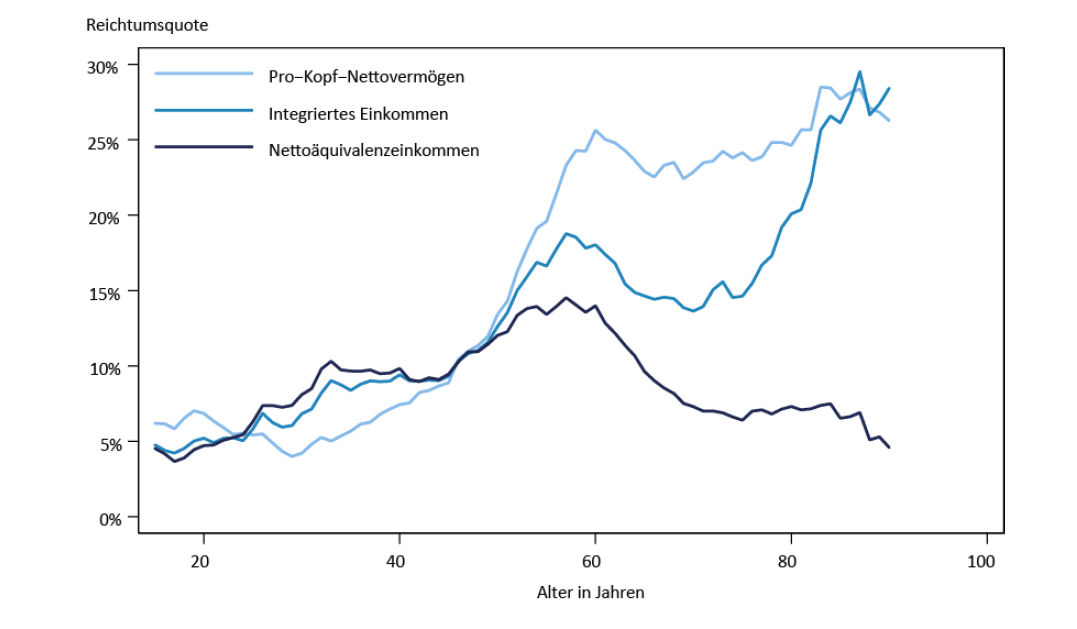 Reichtumsquote
30%
25%
20%
15%
10%
5%
0%
Pro–Kopf–Nettovermögen
Integriertes Einkommen
Nettoäquivalenzeinkommen
20 40 60 80 100
Alter in Jahren